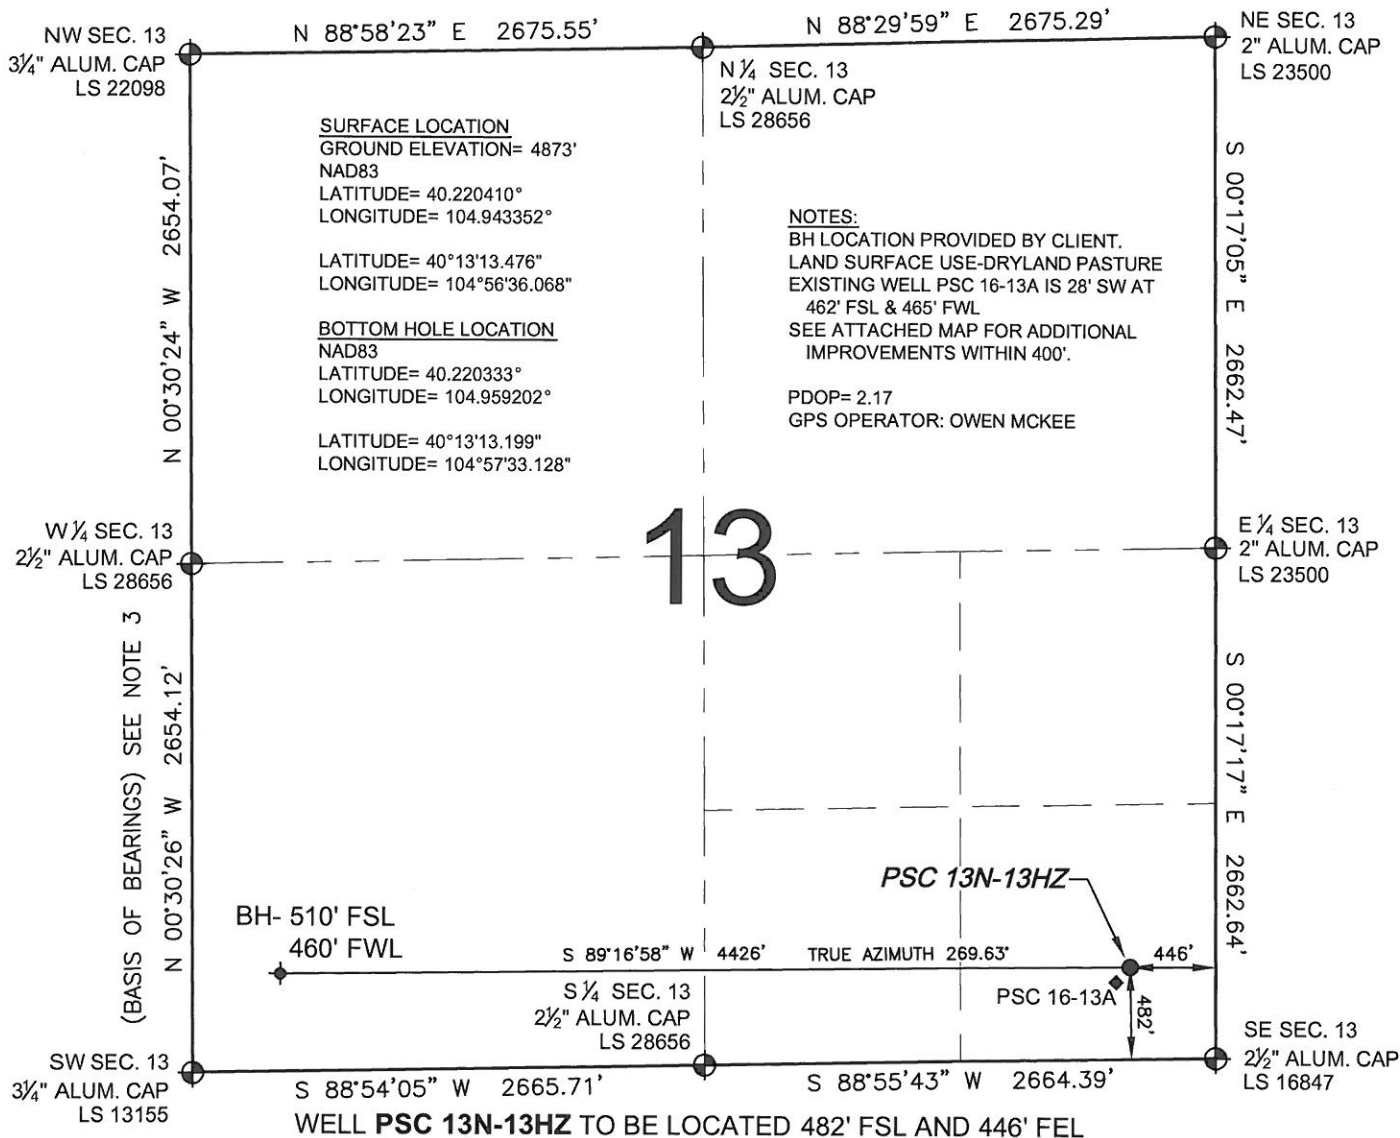 N 88°58'23" E 2675.55'
N 88°29'59" E 2675.29'
NW SEC. 13
3¼" ALUM. CAP
LS 22098
N ¼ SEC. 13
2½" ALUM. CAP
LS 28656
NE SEC. 13
2" ALUM. CAP
LS 23500
SURFACE LOCATION
GROUND ELEVATION= 4873'
NAD83
LATITUDE= 40.220410°
LONGITUDE= 104.943352°
LATITUDE= 40°13'13.476"
LONGITUDE= 104°56'36.068"
BOTTOM HOLE LOCATION
NAD83
LATITUDE= 40.220333°
LONGITUDE= 104.959202°
LATITUDE= 40°13'13.199"
LONGITUDE= 104°57'33.128"
NOTES:
BH LOCATION PROVIDED BY CLIENT.
LAND SURFACE USE-DRYLAND PASTURE
EXISTING WELL PSC 16-13A IS 28' SW AT
462' FSL & 465' FWL
SEE ATTACHED MAP FOR ADDITIONAL
IMPROVEMENTS WITHIN 400'.
PDOP= 2.17
GPS OPERATOR: OWEN MCKEE
N 00°30'24" W 2654.07'
S 00°17'05" E 2662.47'
W ¼ SEC. 13
2½" ALUM. CAP
LS 28656
13
E ¼ SEC. 13
2" ALUM. CAP
LS 23500
(BASIS OF BEARINGS) SEE NOTE 3
N 00°30'26" W 2654.12'
S 00°17'17" E 2662.64'
PSC 13N-13HZ
BH- 510' FSL
460' FWL
S 89°16'58" W 4426' TRUE AZIMUTH 269.63°
446'
PSC 16-13A
482'
S ¼ SEC. 13
2½" ALUM. CAP
LS 28656
SW SEC. 13
3¼" ALUM. CAP
LS 13155
SE SEC. 13
2½" ALUM. CAP
LS 16847
S 88°54'05" W 2665.71'
S 88°55'43" W 2664.39'
WELL PSC 13N-13HZ TO BE LOCATED 482' FSL AND 446' FEL